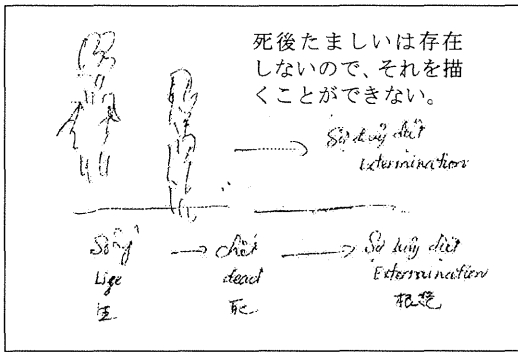 死後たましいは存在
しないので、それを描
くことができない。
Sự huỷ diệt
Extermination
Sống chết Sự huỷ diệt
Life dead Extermination
生 死 根絶